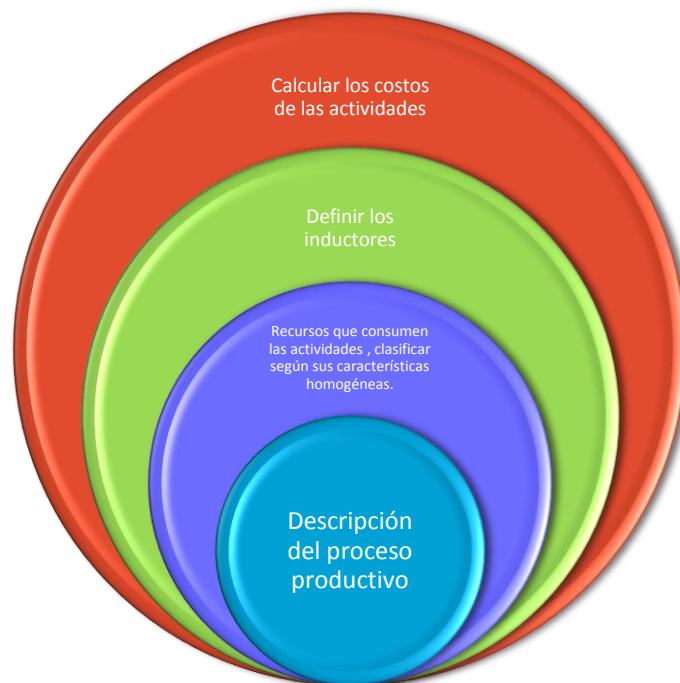 Calcular los costos
de las actividades
Definir los
inductores
Recursos que consumen
las actividades , clasificar
según sus características
homogéneas.
Descripción
del proceso
productivo